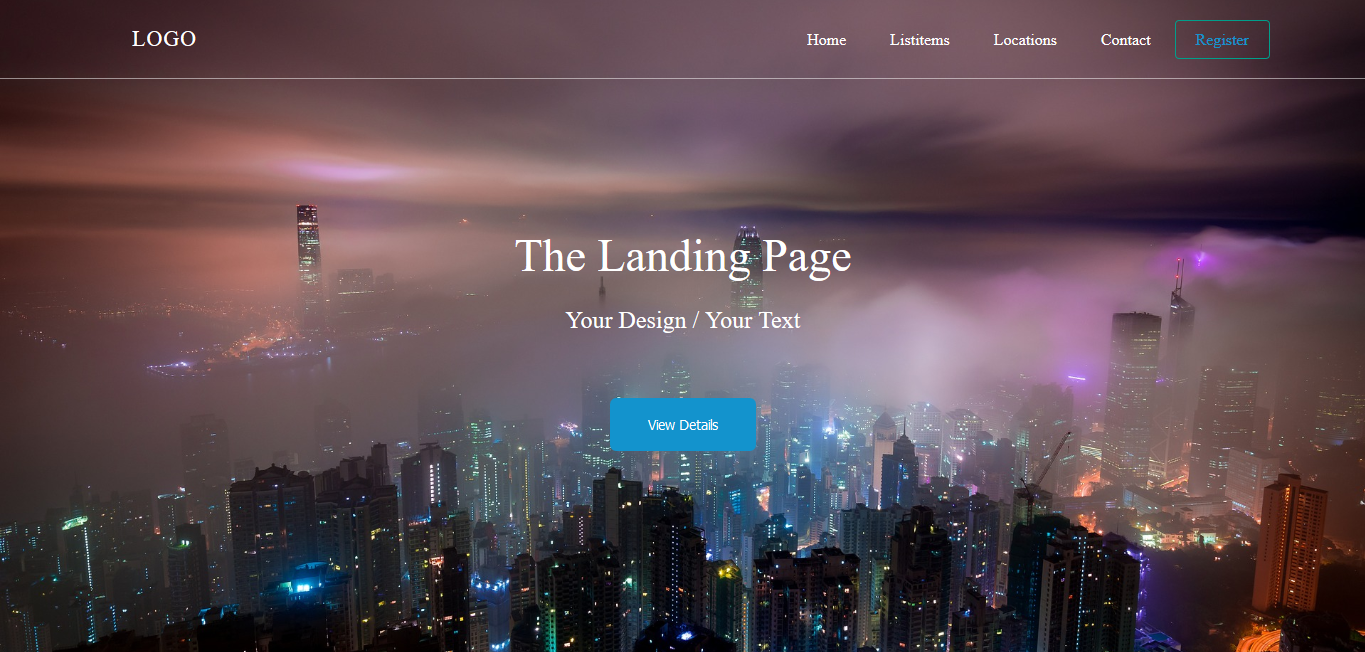 LOGO
Home Listitems Locations Contact Register
The Landing Page
Your Design / Your Text
View Details